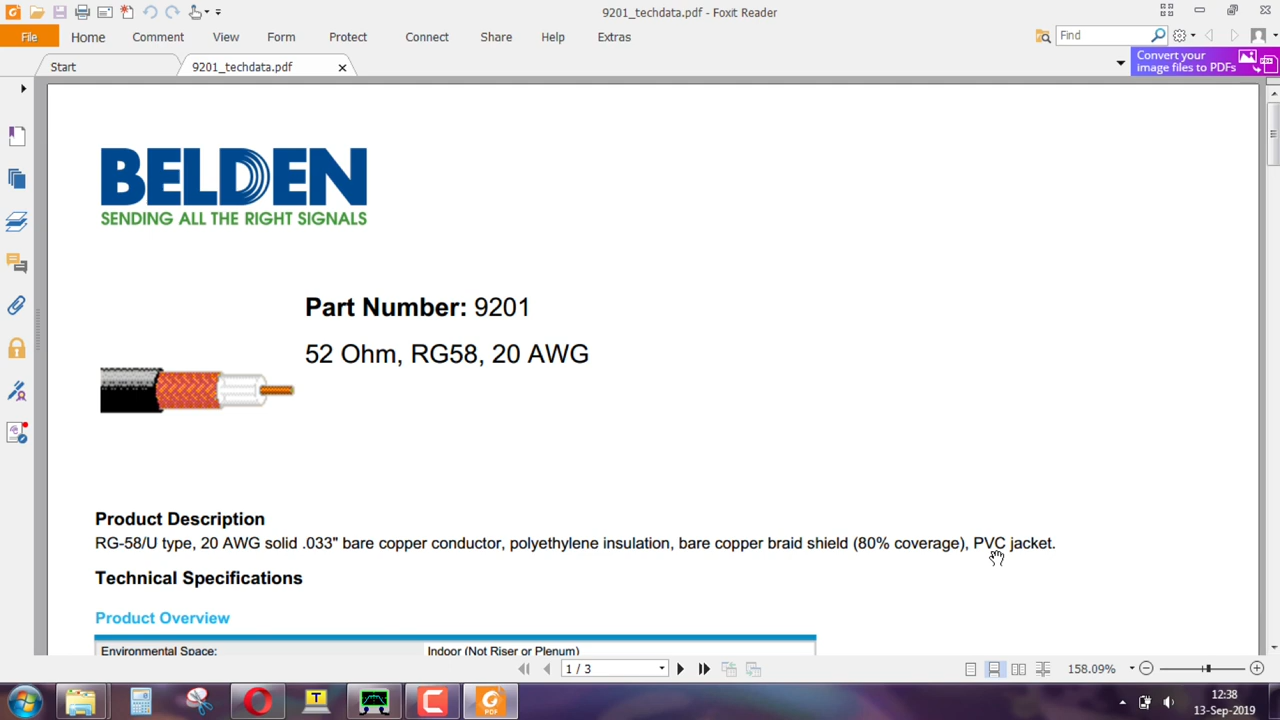 9201_techdata.pdf - Foxit Reader
File Home Comment View Form Protect Connect Share Help Extras Find
Start 9201_techdata.pdf
Convert your
image files to PDFs
BELDEN
SENDING ALL THE RIGHT SIGNALS
Part Number: 9201
52 Ohm, RG58, 20 AWG
Product Description
RG-58/U type, 20 AWG solid .033" bare copper conductor, polyethylene insulation, bare copper braid shield (80% coverage), PVC jacket.
Technical Specifications
Product Overview
Environmental Space: Indoor (Not Riser or Plenum)
1 / 3 158.09%
12:38
13-Sep-2019